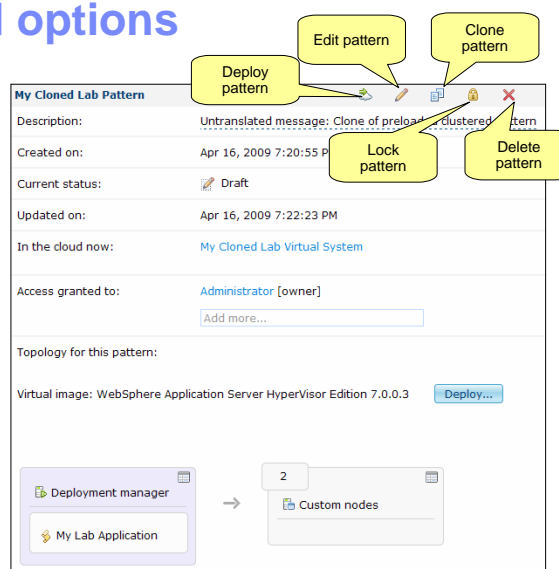 options
Edit pattern
Clone
pattern
Deploy
pattern
My Cloned Lab Pattern
Description: Untranslated message: Clone of preloaded clustered
Created on: Apr 16, 2009 7:20:55 P
Lock
pattern
Delete
pattern
Current status: Draft
Updated on: Apr 16, 2009 7:22:23 PM
In the cloud now: My Cloned Lab Virtual System
Access granted to: Administrator [owner]
Add more...
Topology for this pattern:
Virtual image: WebSphere Application Server HyperVisor Edition 7.0.0.3 Deploy...
2
Deployment manager
Custom nodes
My Lab Application